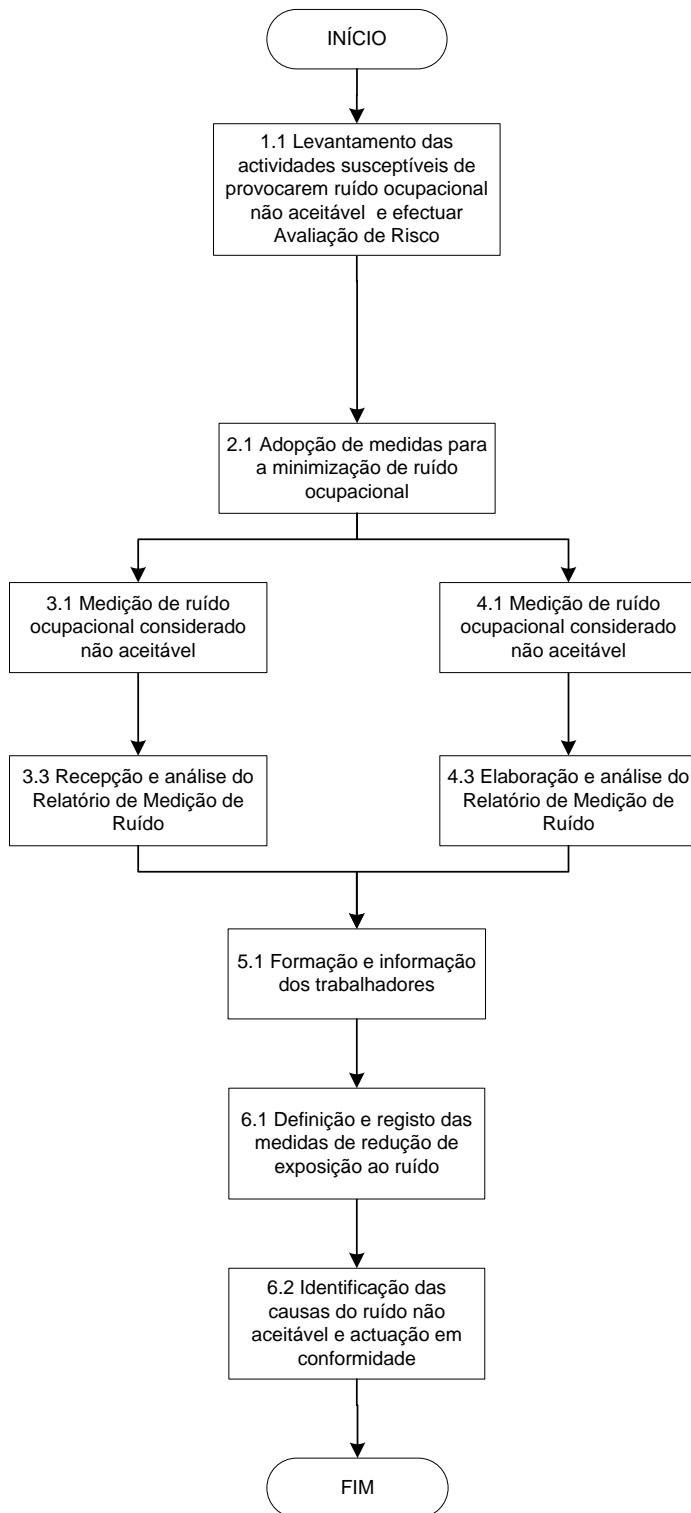 INÍCIO
1.1 Levantamento das
actividades susceptíveis de
provocarem ruído ocupacional
não aceitável e efectuar
Avaliação de Risco
2.1 Adopção de medidas para
a minimização de ruído
ocupacional
3.1 Medição de ruído
ocupacional considerado
não aceitável
4.1 Medição de ruído
ocupacional considerado
não aceitável
3.3 Recepção e análise do
Relatório de Medição de
Ruído
4.3 Elaboração e análise do
Relatório de Medição de
Ruído
5.1 Formação e informação
dos trabalhadores
6.1 Definição e registo das
medidas de redução de
exposição ao ruído
6.2 Identificação das
causas do ruído não
aceitável e actuação em
conformidade
FIM